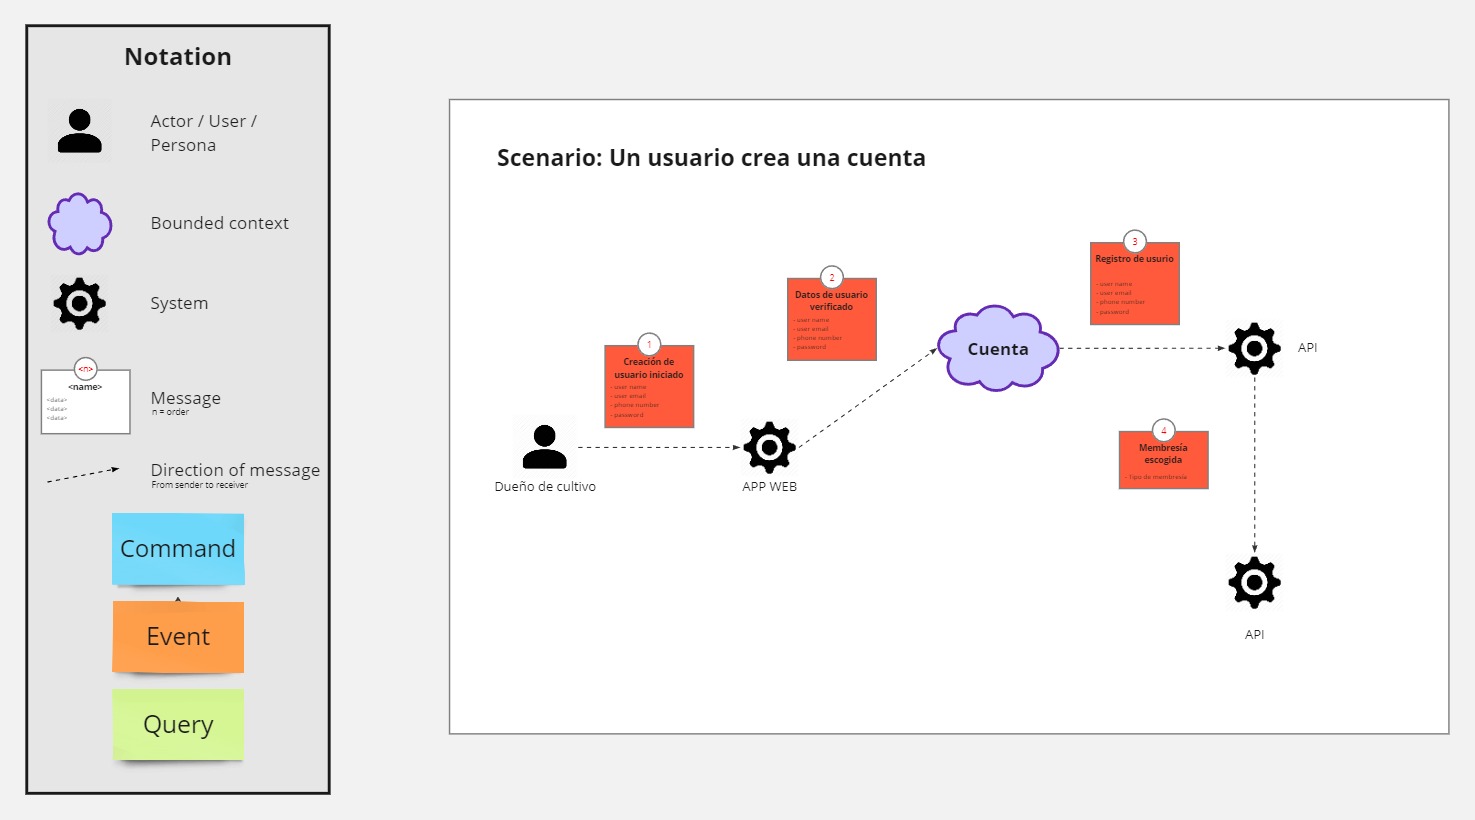 Notation
Actor / User /
Persona
Bounded context
System
<n>
<name>
<data>
<data>
<data>
Message
n = order
Direction of message
From sender to receiver
Command
Event
Query
Scenario: Un usuario crea una cuenta
1
Creación de
usuario iniciado
- user name
- user email
- phone number
- password
2
Datos de usuario
verificado
- user name
- user email
- phone number
- password
3
Registro de usurio
- user name
- user email
- phone number
- password
Cuenta
API
4
Membresía
escogida
- Tipo de membresía
Dueño de cultivo
APP WEB
API